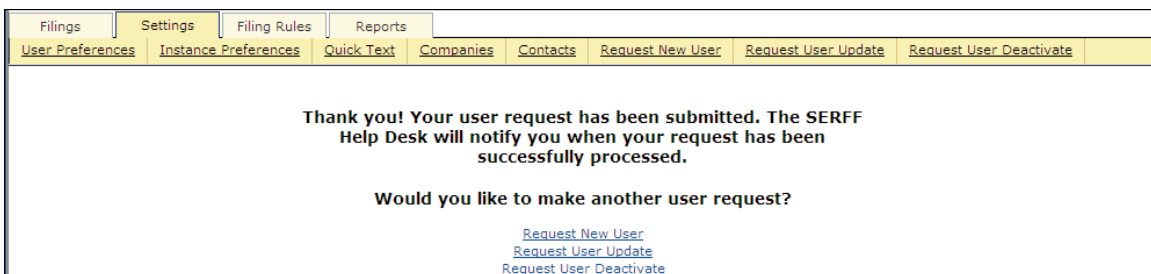 Filings Settings Filing Rules Reports
User Preferences Instance Preferences Quick Text Companies Contacts Request New User Request User Update Request User Deactivate
Thank you! Your user request has been submitted. The SERFF
Help Desk will notify you when your request has been
successfully processed.
Would you like to make another user request?
Request New User
Request User Update
Request User Deactivate